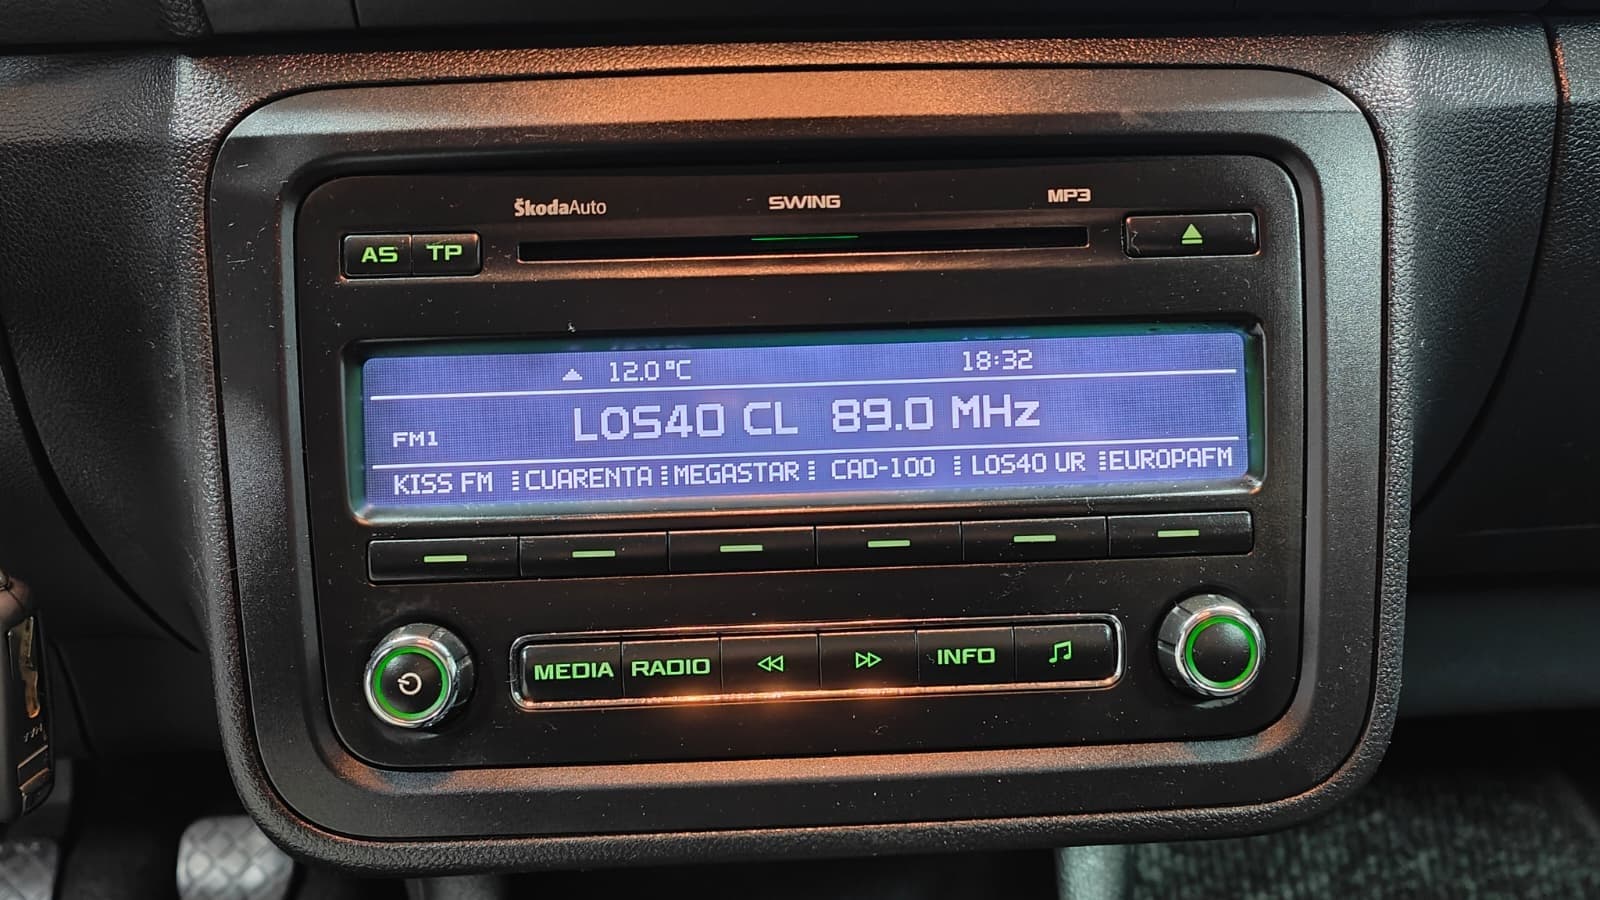 ŠkodaAuto SWING MP3
AS TP
12.0 °C 18:32
FM1 LOS40 CL 89.0 MHz
KISS FM CUARENTA MEGASTAR CAD-100 LOS40 UR EUROPAFM
MEDIA RADIO INFO